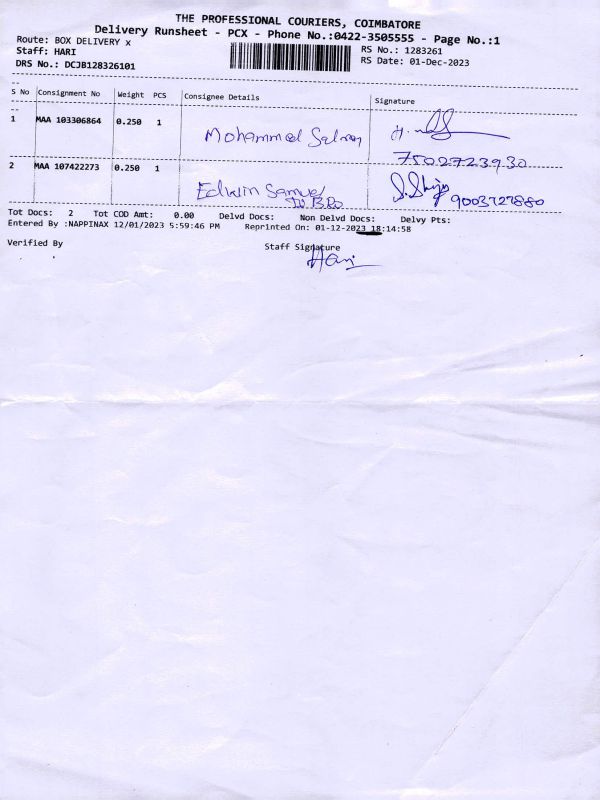 THE PROFESSIONAL COURIERS, COIMBATORE
Delivery Runsheet - PCX - Phone No.:0422-3505555 - Page No.:1
Route: BOX DELIVERY x
RS No.: 1283261
Staff: HARI
RS Date: 01-Dec-2023
DRS No.: DCJB128326101
S No Consignment No Weight PCS Consignee Details Signature
1 MAA 103306864 0.250 1 Mohammed Salman
7502723930
2 MAA 107422273 0.250 1 Edwin Samuel
9003727880
Tot Docs: 2 Tot COD Amt: 0.00 Delvd Docs: Non Delvd Docs: Delvy Pts:
Entered By :NAPPINAX 12/01/2023 5:59:46 PM Reprinted On: 01-12-2023 18:14:58
Verified By Staff Signature
Hari